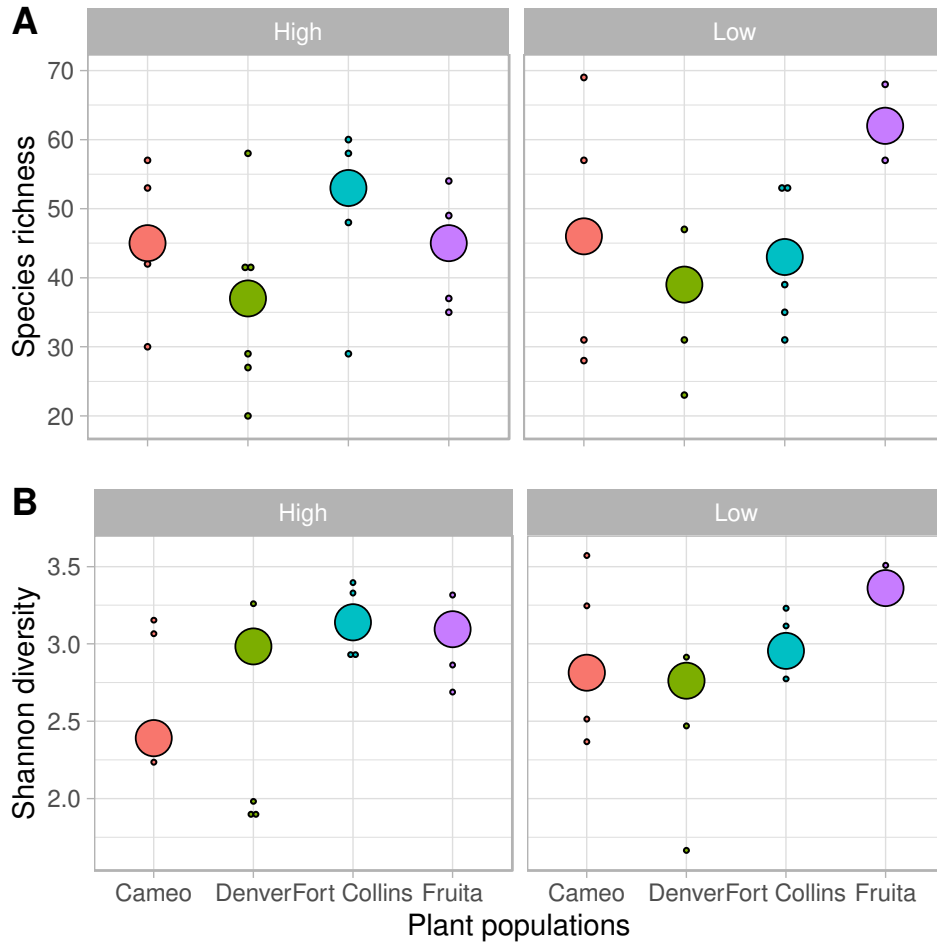 A
High Low
Species richness
70
60
50
40
30
20
B
High Low
Shannon diversity
3.5
3.0
2.5
2.0
Cameo Denver Fort Collins Fruita Cameo Denver Fort Collins Fruita
Plant populations